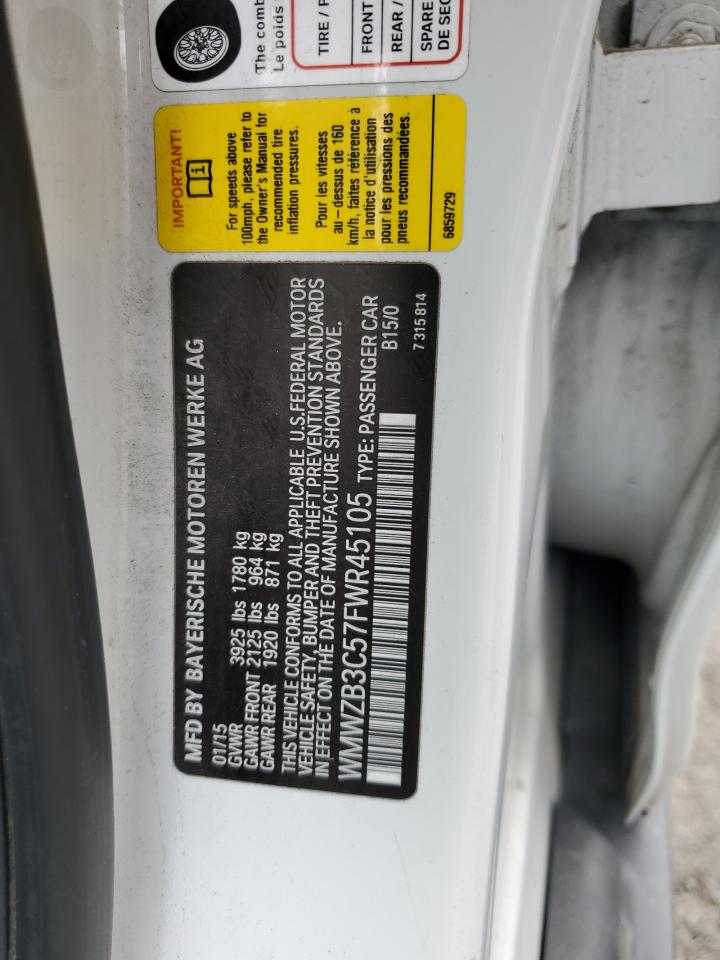 The comb
Le poids
TIRE / P
FRONT
REAR /
SPARE
DE SEC
IMPORTANT!
For speeds above
100mph, please refer to
the Owner's Manual for
recommended tire
inflation pressures.
Pour les vitesses
au-dessus de 160
km/h, faites référence à
la notice d'utilisation
pour les pressions des
pneus recommandées.
6859729
MFD BY BAYERISCHE MOTOREN WERKE AG
01/15
GVWR 3925 lbs 1780 kg
GAWR FRONT 2125 lbs 964 kg
GAWR REAR 1920 lbs 871 kg
THIS VEHICLE CONFORMS TO ALL APPLICABLE U.S.FEDERAL MOTOR
VEHICLE SAFETY, BUMPER AND THEFT PREVENTION STANDARDS
IN EFFECT ON THE DATE OF MANUFACTURE SHOWN ABOVE.
WMWZB3C57FWR45105 TYPE: PASSENGER CAR
B15/0
7 315 814